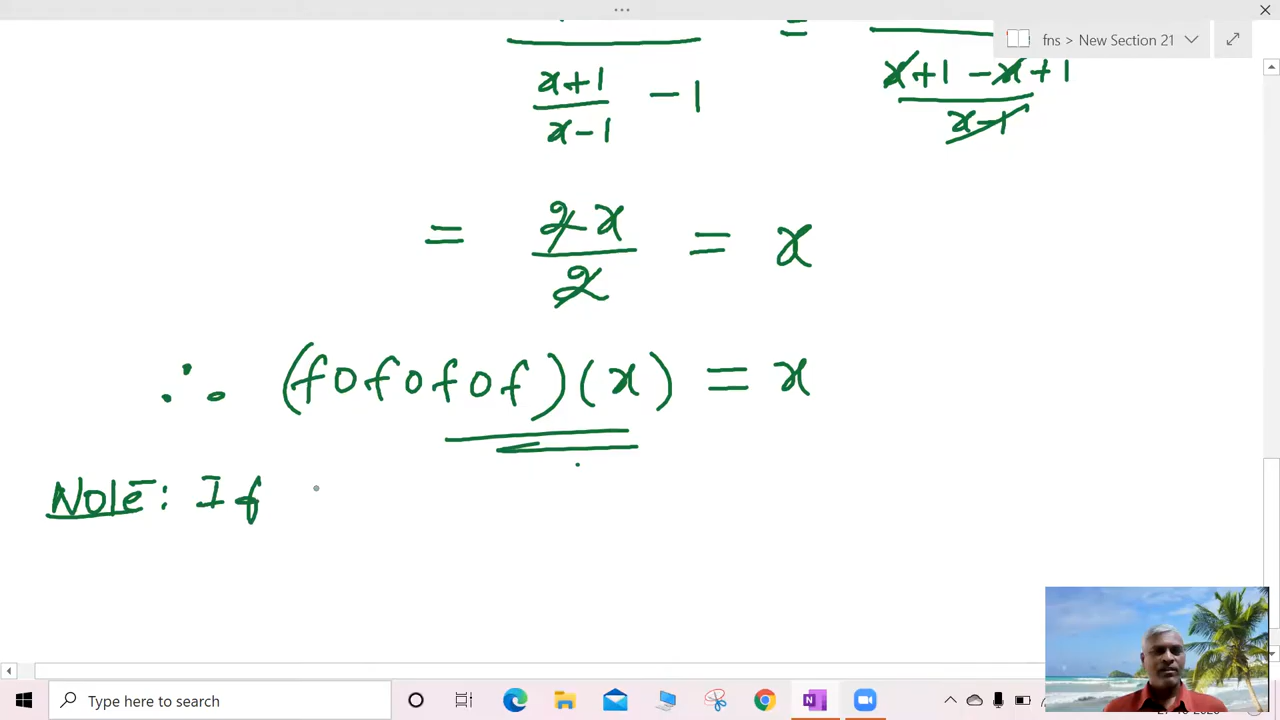 fns > New Section 21
=
x+1
x-1
- 1
x+1 -x+1
x-1
= 2x
2
= x
∴ (fofofof)(x) = x
Note: If
Type here to search